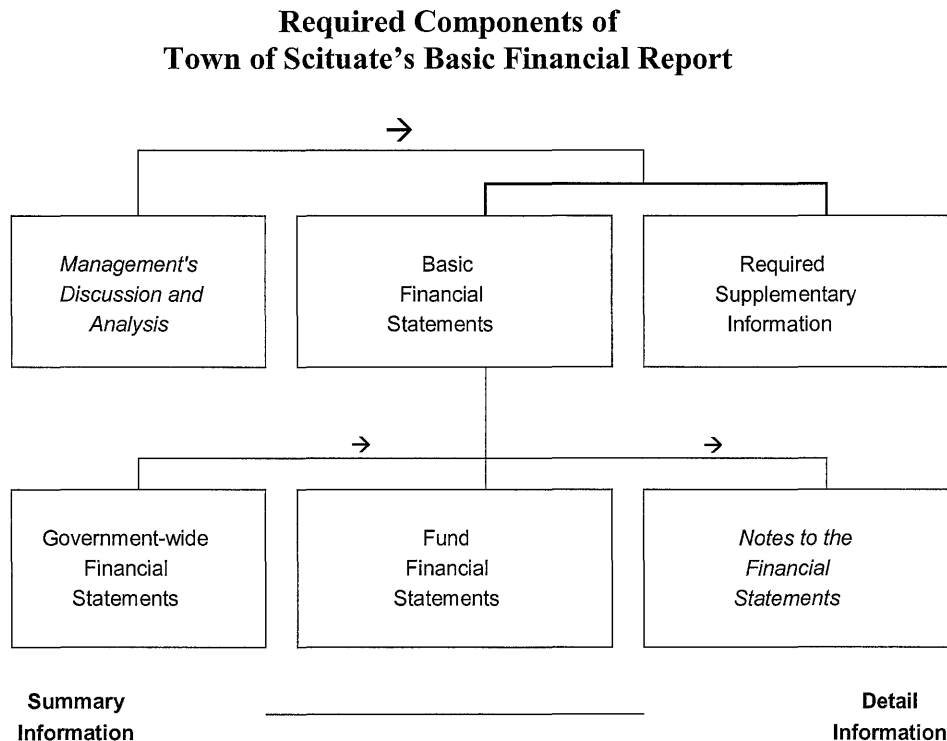 Required Components of
Town of Scituate's Basic Financial Report
→
Management's
Discussion and
Analysis
Basic
Financial
Statements
Required
Supplementary
Information
→ →
Government-wide
Financial
Statements
Fund
Financial
Statements
Notes to the
Financial
Statements
Summary
Information
Detail
Information